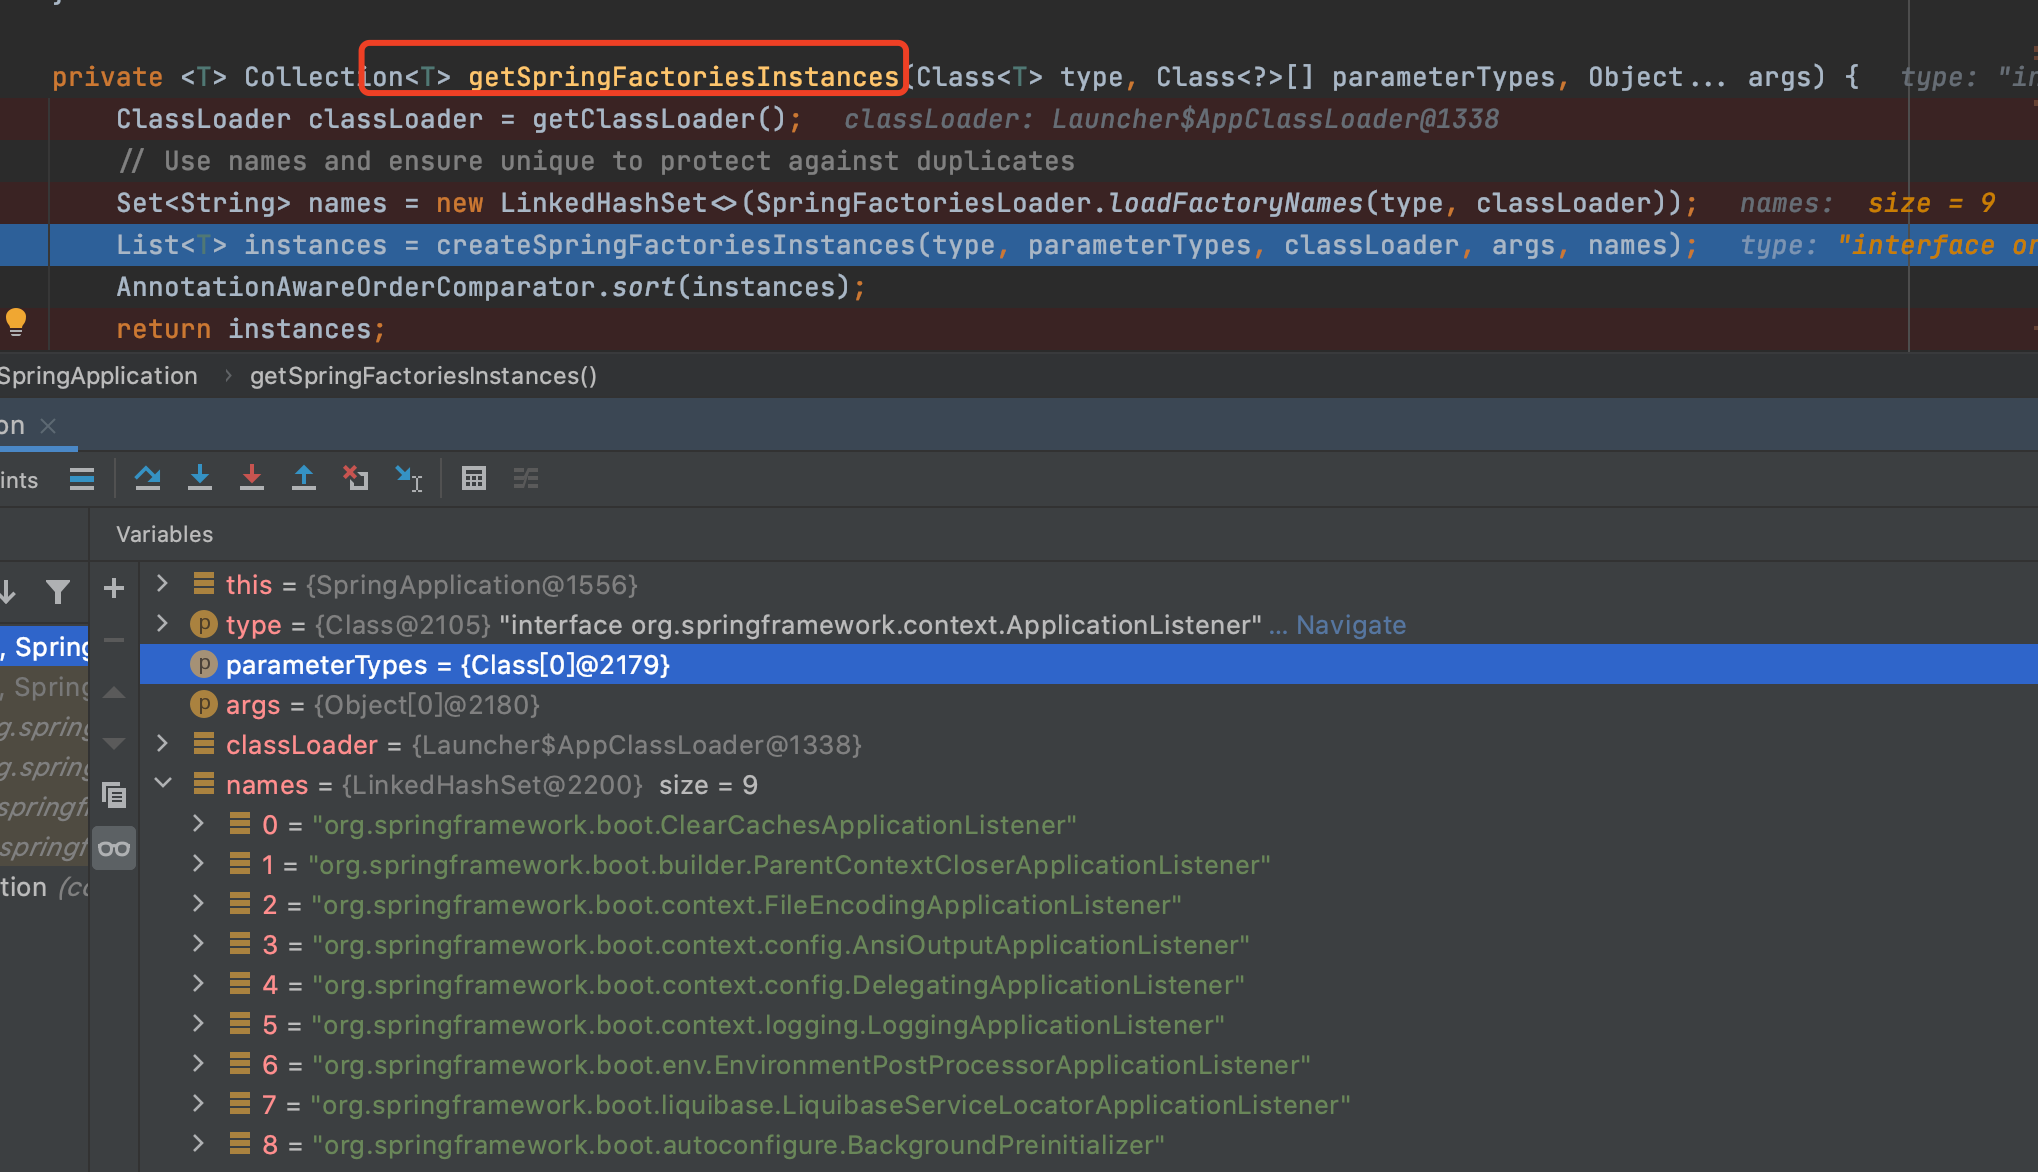 private <T> Collection<T> getSpringFactoriesInstances(Class<T> type, Class<?>[] parameterTypes, Object... args) { type:
ClassLoader classLoader = getClassLoader(); classLoader: Launcher$AppClassLoader@1338
// Use names and ensure unique to protect against duplicates
Set<String> names = new LinkedHashSet<>(SpringFactoriesLoader.loadFactoryNames(type, classLoader)); names: size = 9
List<T> instances = createSpringFactoriesInstances(type, parameterTypes, classLoader, args, names); type: "interface or
AnnotationAwareOrderComparator.sort(instances);
return instances;
SpringApplication › getSpringFactoriesInstances()
on ×
ints
Variables
this = {SpringApplication@1556}
type = {Class@2105} "interface org.springframework.context.ApplicationListener" ... Navigate
, Spring
parameterTypes = {Class[0]@2179}
, Spring
args = {Object[0]@2180}
g.spring
classLoader = {Launcher$AppClassLoader@1338}
g.spring
names = {LinkedHashSet@2200} size = 9
springf
0 = "org.springframework.boot.ClearCachesApplicationListener"
springf
1 = "org.springframework.boot.builder.ParentContextCloserApplicationListener"
tion (co
2 = "org.springframework.boot.context.FileEncodingApplicationListener"
3 = "org.springframework.boot.context.config.AnsiOutputApplicationListener"
4 = "org.springframework.boot.context.config.DelegatingApplicationListener"
5 = "org.springframework.boot.context.logging.LoggingApplicationListener"
6 = "org.springframework.boot.env.EnvironmentPostProcessorApplicationListener"
7 = "org.springframework.boot.liquibase.LiquibaseServiceLocatorApplicationListener"
8 = "org.springframework.boot.autoconfigure.BackgroundPreinitializer"